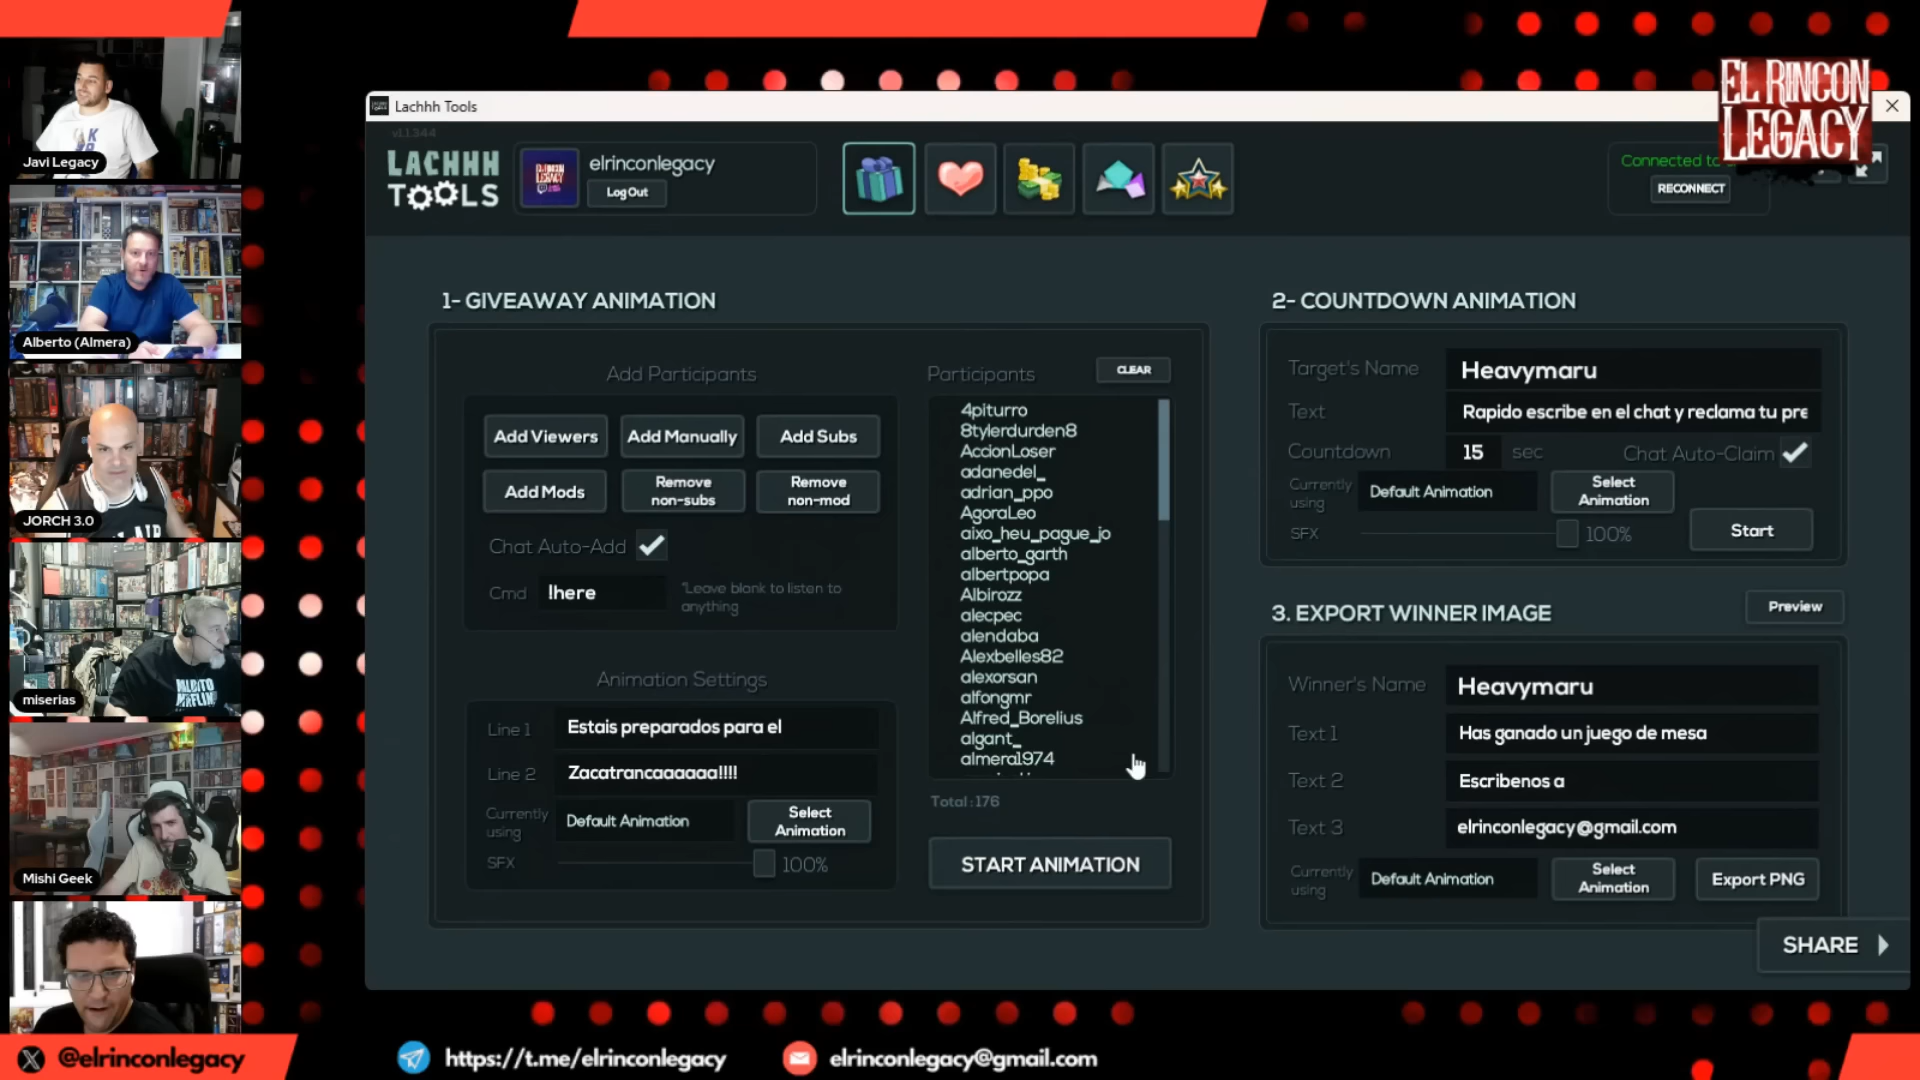 Javi Legacy
Alberto (Almera)
JORCH 3.0
miserias
Mishi Geek
EL RINCON
LEGACY
Lachhh Tools
v1.1.344
LACHHH
TOOLS
elrinconlegacy
Log Out
Connected to
RECONNECT
1- GIVEAWAY ANIMATION
Add Participants
Add Viewers
Add Manually
Add Subs
Add Mods
Remove
non-subs
Remove
non-mod
Chat Auto-Add
Cmd
!here
*Leave blank to listen to
anything
Animation Settings
Line 1
Estais preparados para el
Line 2
Zacatrancaaaaaa!!!!
Currently
using
Default Animation
Select
Animation
SFX
100%
Participants
CLEAR
4piturro
8tylerdurden8
AccionLoser
adanedel_
adrian_ppo
AgoraLeo
aixo_heu_pague_jo
alberto_garth
albertpopa
Albirozz
alecpec
alendaba
Alexbelles82
alexorsan
alfongmr
Alfred_Borelius
algant_
almera1974
Total :176
START ANIMATION
2- COUNTDOWN ANIMATION
Target's Name
Heavymaru
Text
Rapido escribe en el chat y reclama tu pre
Countdown
15
sec
Chat Auto-Claim
Currently
using
Default Animation
Select
Animation
SFX
100%
Start
3. EXPORT WINNER IMAGE
Preview
Winner's Name
Heavymaru
Text 1
Has ganado un juego de mesa
Text 2
Escribenos a
Text 3
elrinconlegacy@gmail.com
Currently
using
Default Animation
Select
Animation
Export PNG
SHARE
@elrinconlegacy
https://t.me/elrinconlegacy
elrinconlegacy@gmail.com